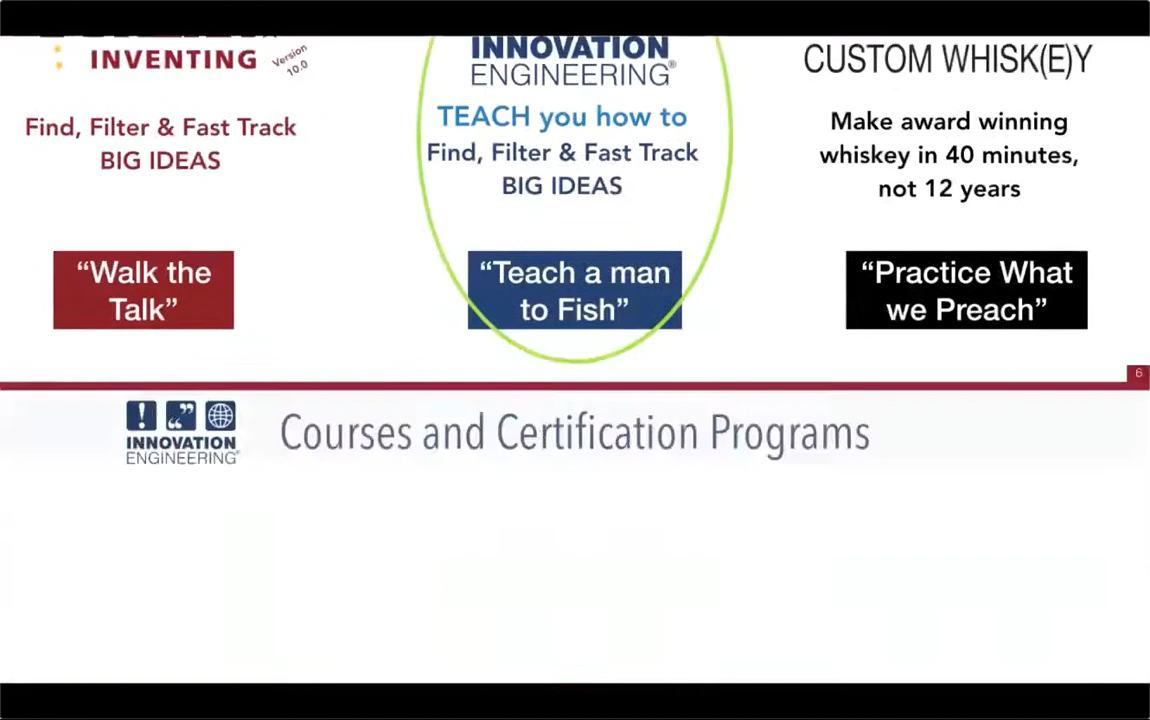 INVENTING
Version
10.0
Find, Filter & Fast Track
BIG IDEAS
“Walk the
Talk”
INNOVATION
ENGINEERING®
TEACH you how to
Find, Filter & Fast Track
BIG IDEAS
“Teach a man
to Fish”
CUSTOM WHISK(E)Y
Make award winning
whiskey in 40 minutes,
not 12 years
“Practice What
we Preach”
6
INNOVATION
ENGINEERING®
Courses and Certification Programs